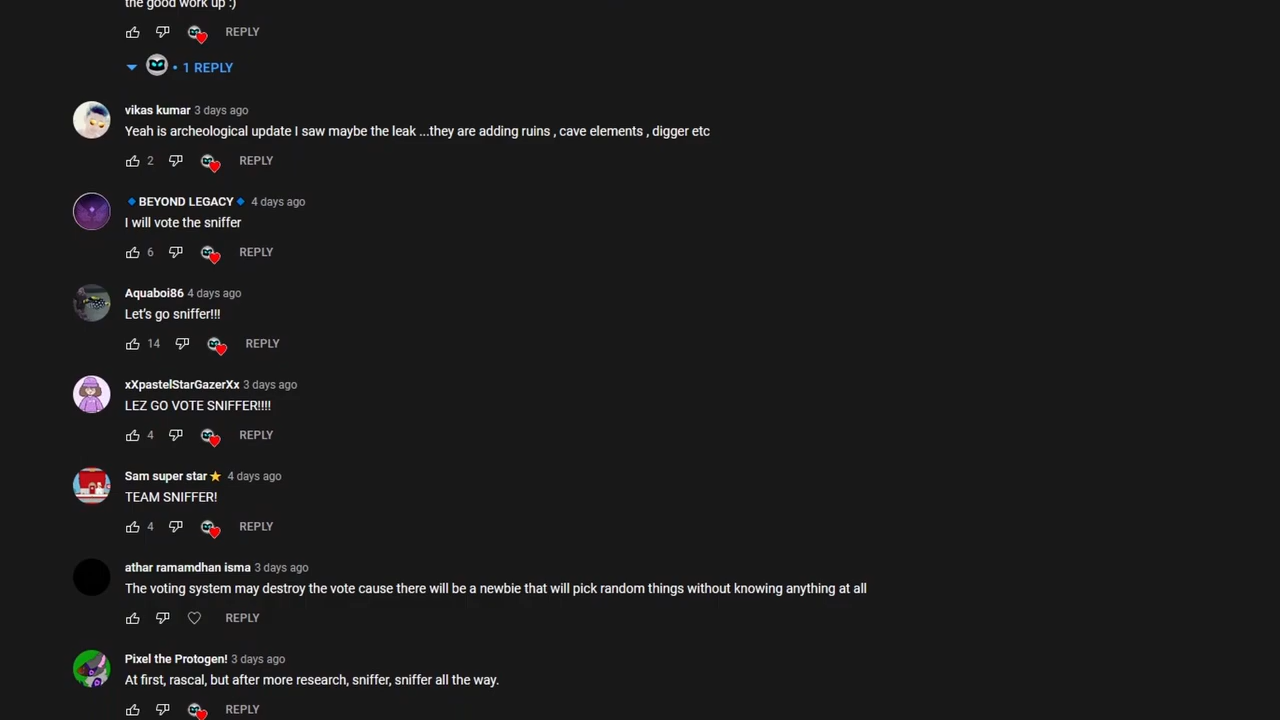 the good work up :)
REPLY
• 1 REPLY
vikas kumar 3 days ago
Yeah is archeological update I saw maybe the leak ...they are adding ruins , cave elements , digger etc
2 REPLY
🔹BEYOND LEGACY🔹 4 days ago
I will vote the sniffer
6 REPLY
Aquaboi86 4 days ago
Let's go sniffer!!!
14 REPLY
xXpastelStarGazerXx 3 days ago
LEZ GO VOTE SNIFFER!!!!
4 REPLY
Sam super star⭐ 4 days ago
TEAM SNIFFER!
4 REPLY
athar ramamdhan isma 3 days ago
The voting system may destroy the vote cause there will be a newbie that will pick random things without knowing anything at all
REPLY
Pixel the Protogen! 3 days ago
At first, rascal, but after more research, sniffer, sniffer all the way.
REPLY